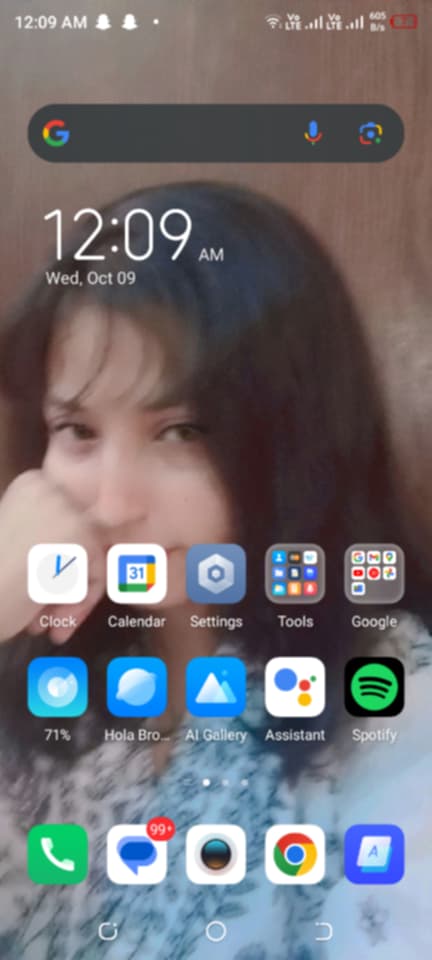 12:09 AM
Vo
LTE
Vo
LTE
605
B/s
12:09 AM
Wed, Oct 09
31
Clock
Calendar
Settings
Tools
Google
71%
Hola Bro...
AI Gallery
Assistant
Spotify
99+
A